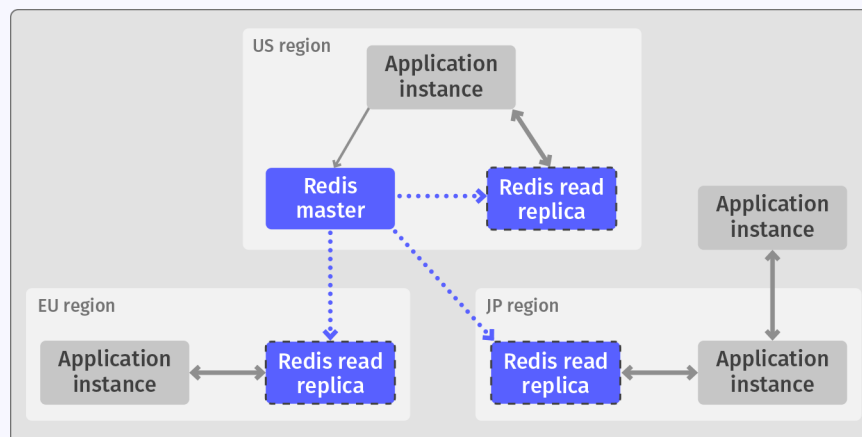 US region
Application
instance
Redis
master
Redis read
replica
Application
instance
EU region
Application
instance
Redis read
replica
JP region
Redis read
replica
Application
instance